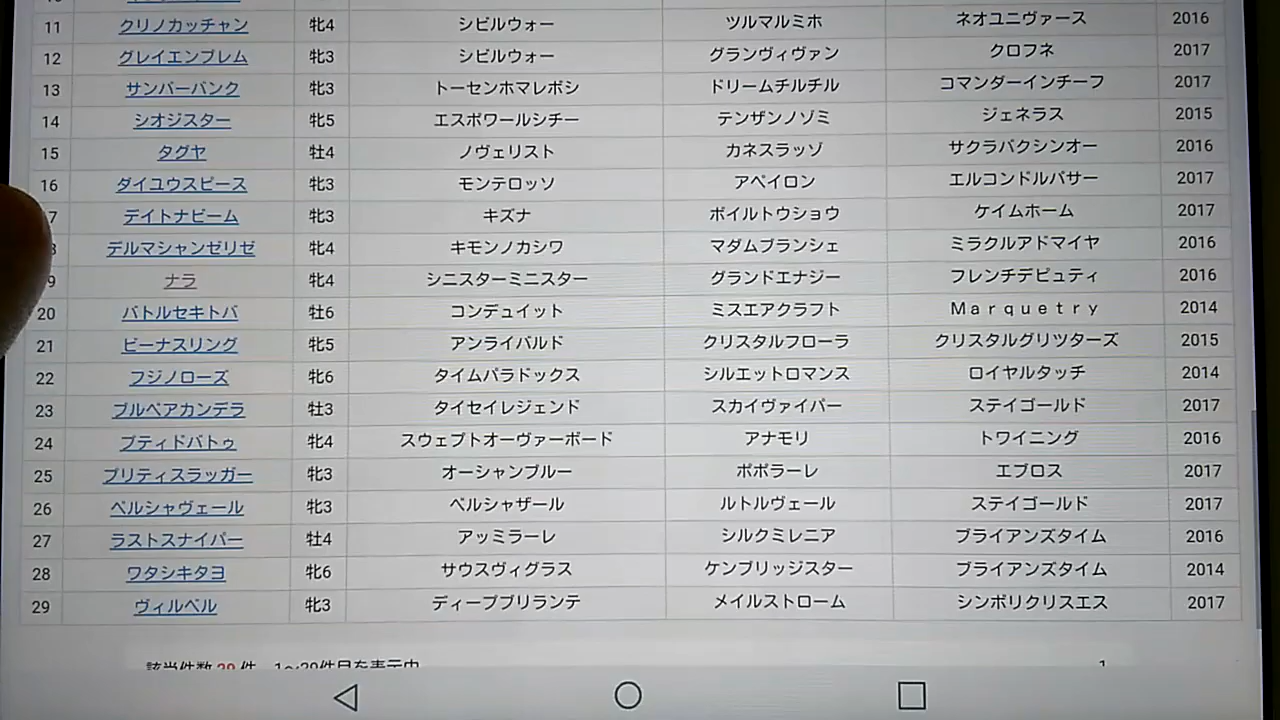 11 クリノカッチャン 牝4 シビルウォー ツルマルミホ ネオユニヴァース 2016
12 グレイエンブレム 牝3 シビルウォー グランヴィヴァン クロフネ 2017
13 サンバーバンク 牝3 トーセンホマレボシ ドリームチルチル コマンダーインチーフ 2017
14 シオジスター 牝5 エスポワールシチー テンザンノゾミ ジェネラス 2015
15 タグヤ 牡4 ノヴェリスト カネスラッゾ サクラバクシンオー 2016
16 ダイユウスピース 牝3 モンテロッソ アペイロン エルコンドルパサー 2017
7 デイトナビーム 牝3 キズナ ボイルトウショウ ケイムホーム 2017
8 デルマシャンゼリゼ 牝4 キモンノカシワ マダムブランシェ ミラクルアドマイヤ 2016
9 ナラ 牝4 シニスターミニスター グランドエナジー フレンチデピュティ 2016
20 バトルセキトバ 牡6 コンデュイット ミスエアクラフト Ｍａｒｑｕｅｔｒｙ 2014
21 ビーナスリング 牝5 アンライバルド クリスタルフローラ クリスタルグリツターズ 2015
22 フジノローズ 牝6 タイムパラドックス シルエットロマンス ロイヤルタッチ 2014
23 ブルベアカンデラ 牡3 タイセイレジェンド スカイヴァイパー ステイゴールド 2017
24 プティドバトゥ 牝4 スウェプトオーヴァーボード アナモリ トワイニング 2016
25 プリティスラッガー 牝3 オーシャンブルー ポポラーレ エブロス 2017
26 ベルシャヴェール 牝3 ベルシャザール ルトルヴェール ステイゴールド 2017
27 ラストスナイパー 牡4 アッミラーレ シルクミレニア ブライアンズタイム 2016
28 ワタシキタヨ 牝6 サウスヴィグラス ケンブリッジスター ブライアンズタイム 2014
29 ヴィルベル 牝3 ディープブリランテ メイルストローム シンボリクリスエス 2017
該当件数 29 件 1～29件目を表示中 1